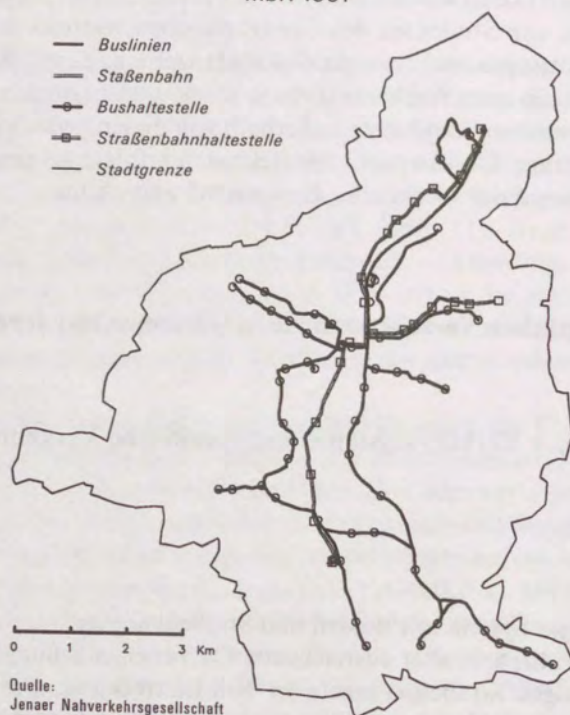 Buslinien
Staßenbahn
Bushaltestelle
Straßenbahnhaltestelle
Stadtgrenze
0 1 2 3 Km
Quelle:
Jenaer Nahverkehrsgesellschaft